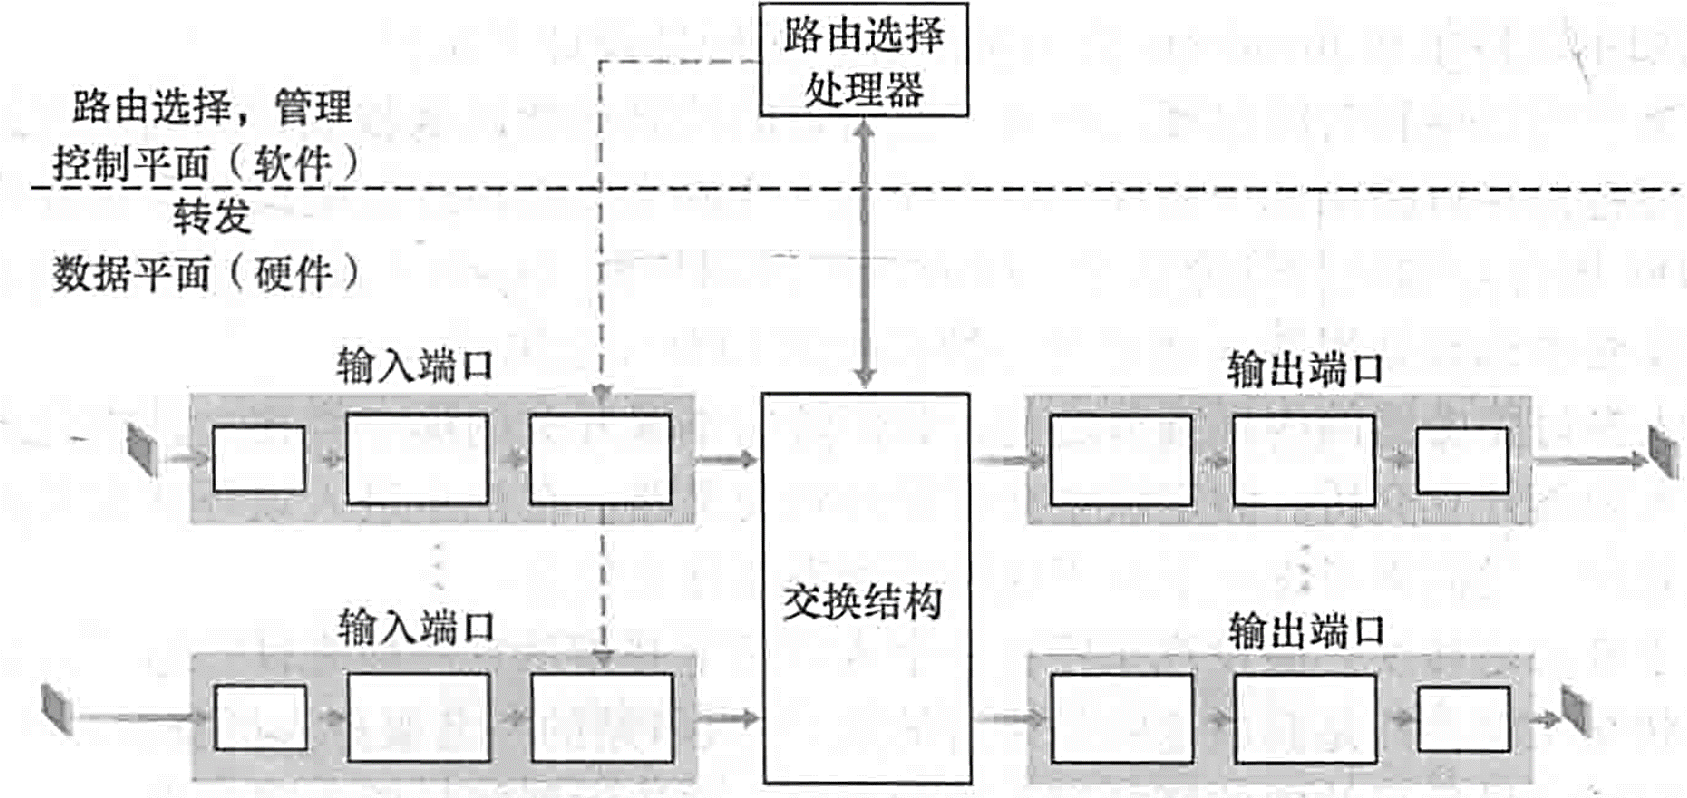 路由选择
处理器
路由选择，管理
控制平面（软件）
转发
数据平面（硬件）
输入端口
输出端口
交换结构
输入端口
输出端口